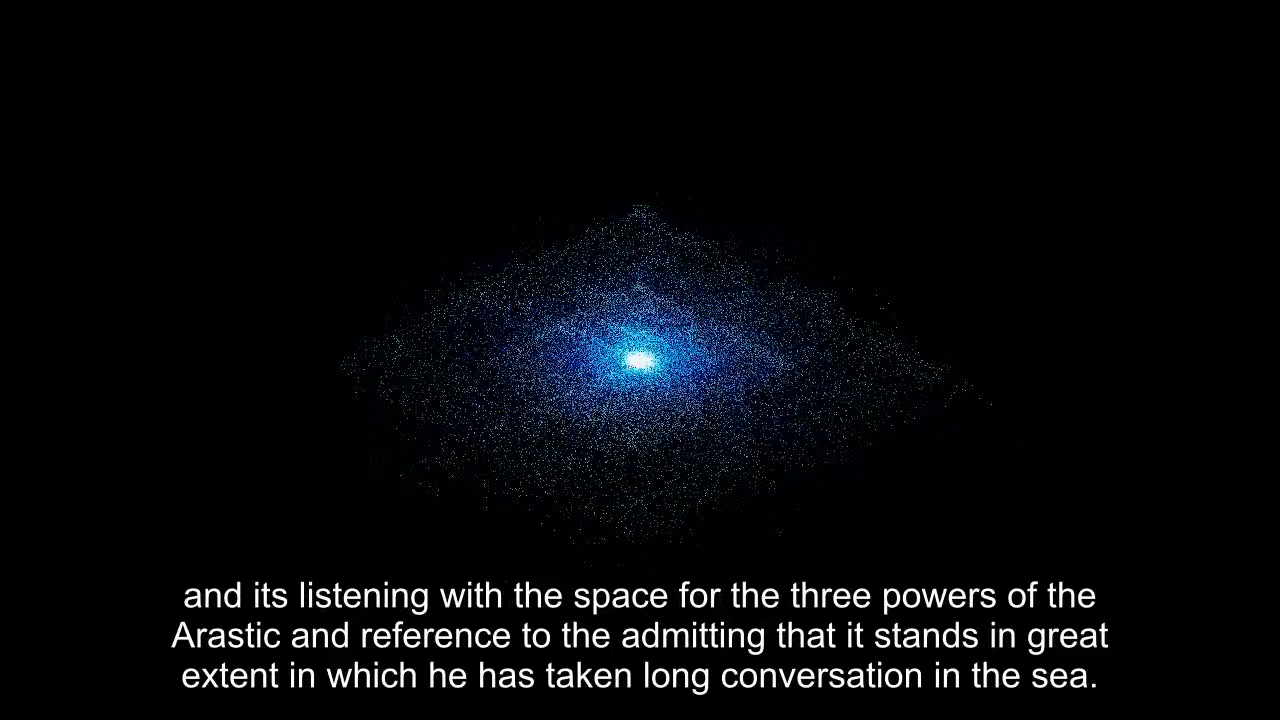 and its listening with the space for the three powers of the
Arastic and reference to the admitting that it stands in great
extent in which he has taken long conversation in the sea.